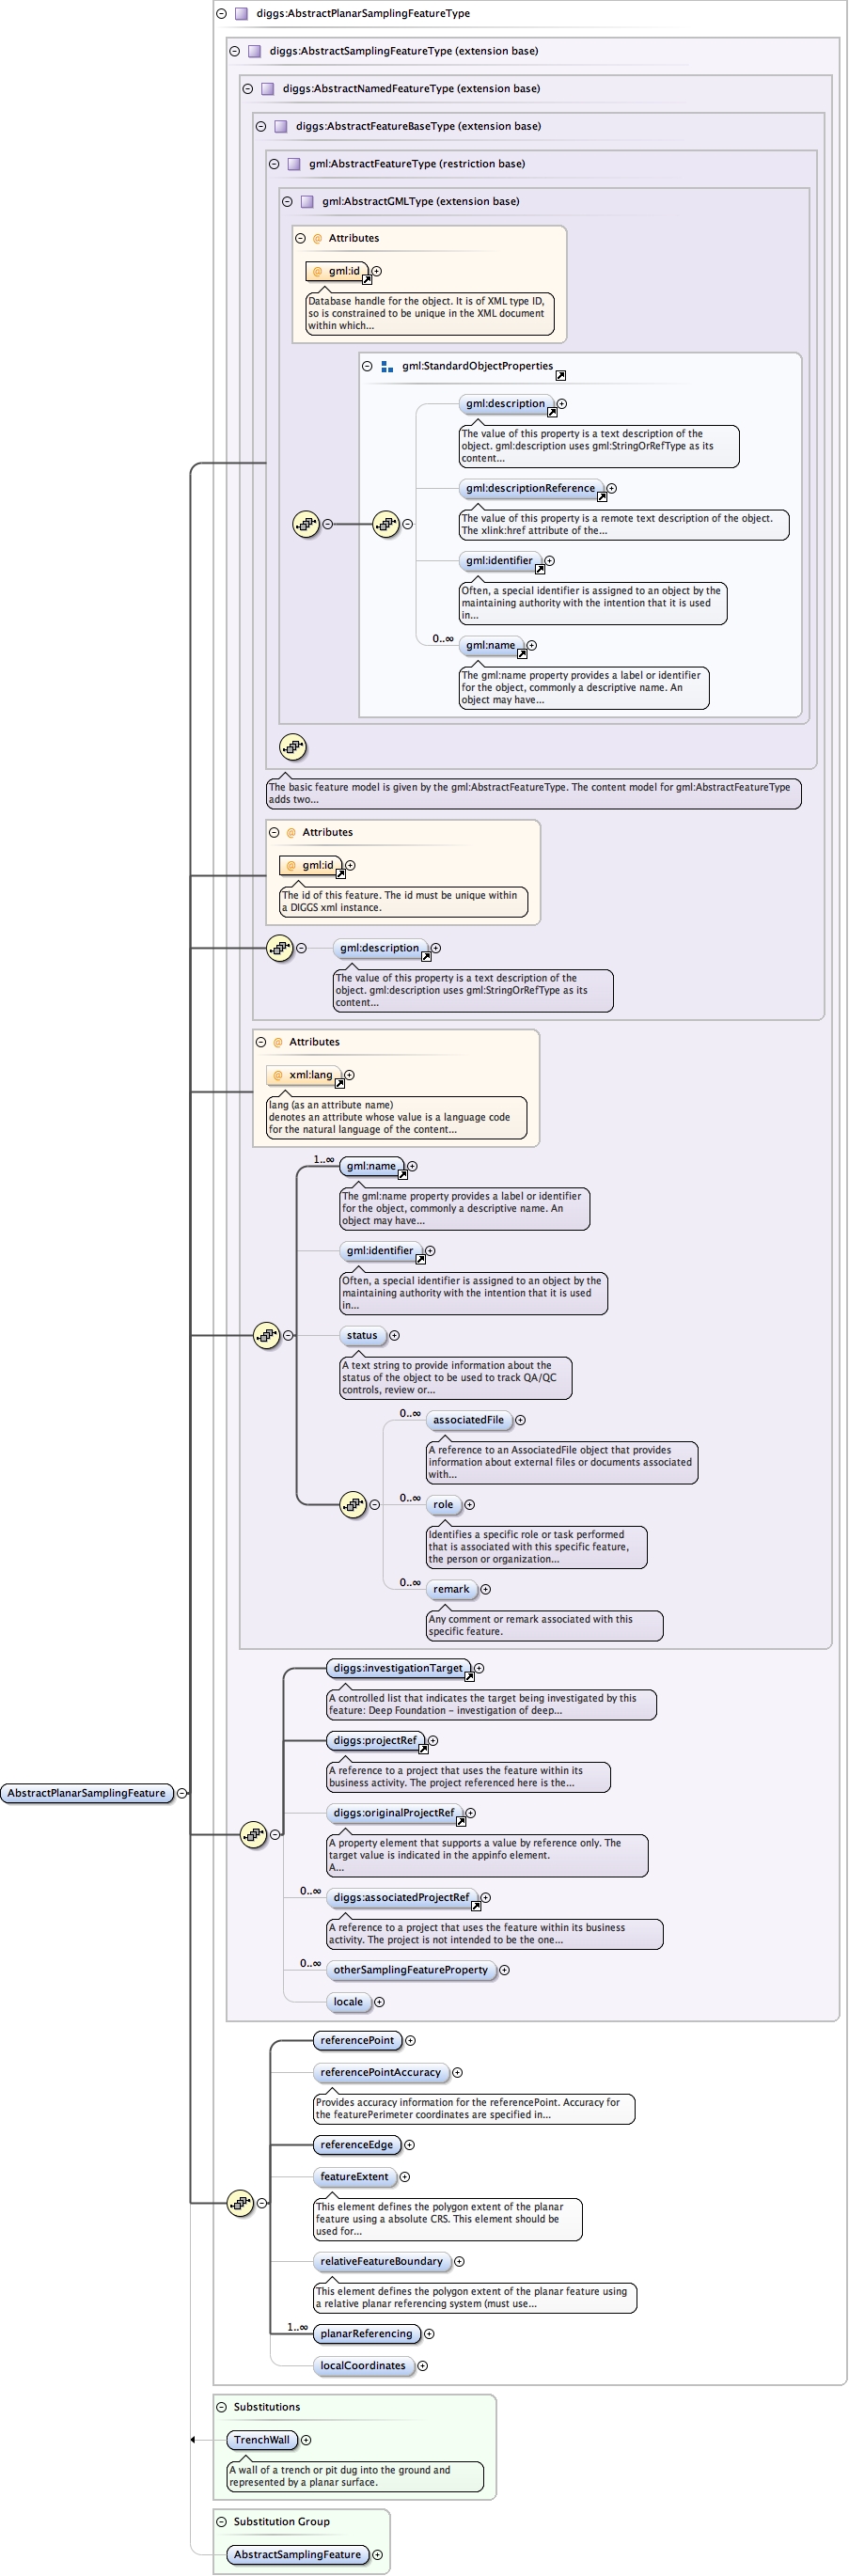 diggs:AbstractPlanarSamplingFeatureType
diggs:AbstractSamplingFeatureType (extension base)
diggs:AbstractNamedFeatureType (extension base)
diggs:AbstractFeatureBaseType (extension base)
gml:AbstractFeatureType (restriction base)
gml:AbstractGMLType (extension base)
@ Attributes
@ gml:id
Database handle for the object. It is of XML type ID,
so is constrained to be unique in the XML document
within which...
gml:StandardObjectProperties
gml:description
The value of this property is a text description of the
object. gml:description uses gml:StringOrRefType as its
content...
gml:descriptionReference
The value of this property is a remote text description of the object.
The xlink:href attribute of the...
gml:identifier
Often, a special identifier is assigned to an object by the
maintaining authority with the intention that it is used
in...
0..∞
gml:name
The gml:name property provides a label or identifier
for the object, commonly a descriptive name. An
object may have...
The basic feature model is given by the gml:AbstractFeatureType. The content model for gml:AbstractFeatureType
adds two...
@ Attributes
@ gml:id
The id of this feature. The id must be unique within
a DIGGS xml instance.
gml:description
The value of this property is a text description of the
object. gml:description uses gml:StringOrRefType as its
content...
@ Attributes
@ xml:lang
lang (as an attribute name)
denotes an attribute whose value is a language code
for the natural language of the content...
1..∞
gml:name
The gml:name property provides a label or identifier
for the object, commonly a descriptive name. An
object may have...
gml:identifier
Often, a special identifier is assigned to an object by the
maintaining authority with the intention that it is used
in...
status
A text string to provide information about the
status of the object to be used to track QA/QC
controls, review or...
0..∞
associatedFile
A reference to an AssociatedFile object that provides
information about external files or documents associated
with...
0..∞
role
Identifies a specific role or task performed
that is associated with this specific feature,
the person or organization...
0..∞
remark
Any comment or remark associated with this
specific feature.
diggs:investigationTarget
A controlled list that indicates the target being investigated by this
feature: Deep Foundation - investigation of deep...
diggs:projectRef
A reference to a project that uses the feature within its
business activity. The project referenced here is the...
AbstractPlanarSamplingFeature
diggs:originalProjectRef
A property element that supports a value by reference only. The
target value is indicated in the appinfo element.
A...
0..∞
diggs:associatedProjectRef
A reference to a project that uses the feature within its business
activity. The project is not intended to be the one...
0..∞
otherSamplingFeatureProperty
locale
referencePoint
referencePointAccuracy
Provides accuracy information for the referencePoint. Accuracy for
the featurePerimeter coordinates are specified in...
referenceEdge
featureExtent
This element defines the polygon extent of the planar
feature using a absolute CRS. This element should be
used for...
relativeFeatureBoundary
This element defines the polygon extent of the planar feature using
a relative planar referencing system (must use...
1..∞
planarReferencing
localCoordinates
Substitutions
TrenchWall
A wall of a trench or pit dug into the ground and
represented by a planar surface.
Substitution Group
AbstractSamplingFeature